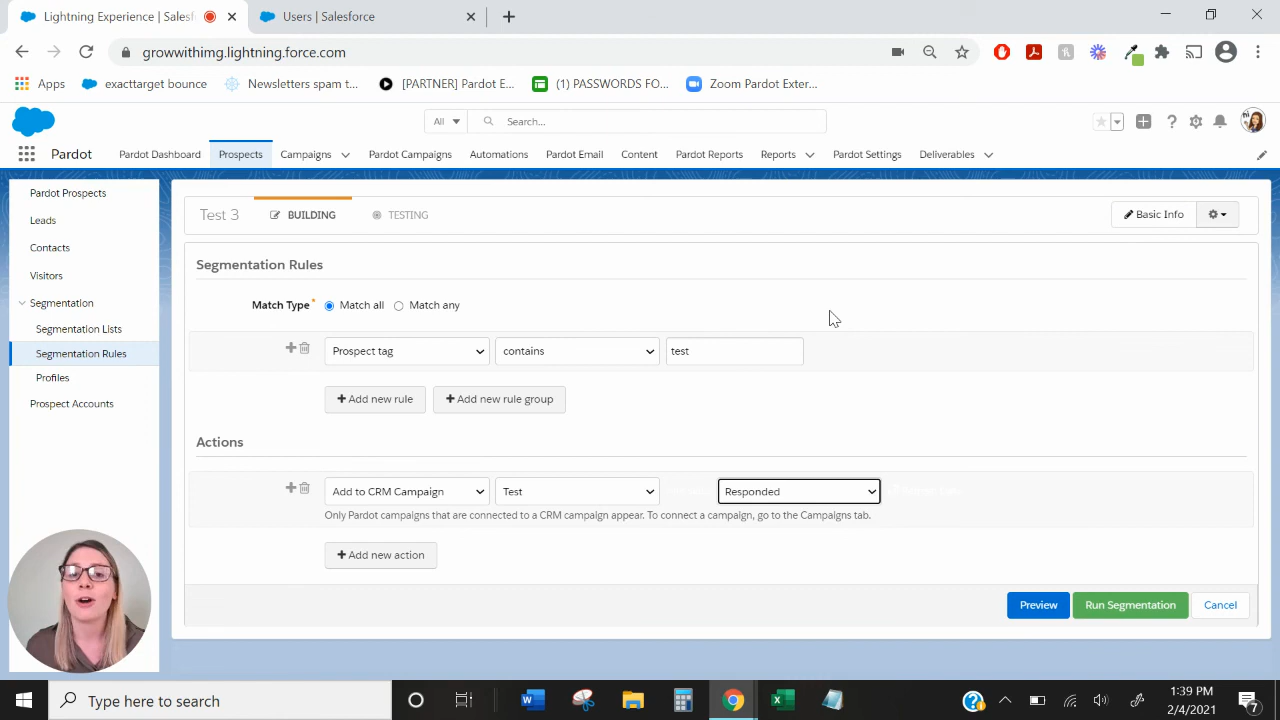 Lightning Experience | Salesf
Users | Salesforce
growwithimg.lightning.force.com
Apps
exacttarget bounce
Newsletters spam t...
[PARTNER] Pardot E...
(1) PASSWORDS FO...
Zoom Pardot Exter...
All
Search...
Pardot
Pardot Dashboard
Prospects
Campaigns
Pardot Campaigns
Automations
Pardot Email
Content
Pardot Reports
Reports
Pardot Settings
Deliverables
Pardot Prospects
Leads
Contacts
Visitors
Segmentation
Segmentation Lists
Segmentation Rules
Profiles
Prospect Accounts
Test 3
BUILDING
TESTING
Basic Info
Segmentation Rules
Match Type* Match all Match any
Prospect tag contains test
+ Add new rule + Add new rule group
Actions
Add to CRM Campaign Test Responded
Only Pardot campaigns that are connected to a CRM campaign appear. To connect a campaign, go to the Campaigns tab.
+ Add new action
Preview Run Segmentation Cancel
Type here to search
1:39 PM
2/4/2021
7